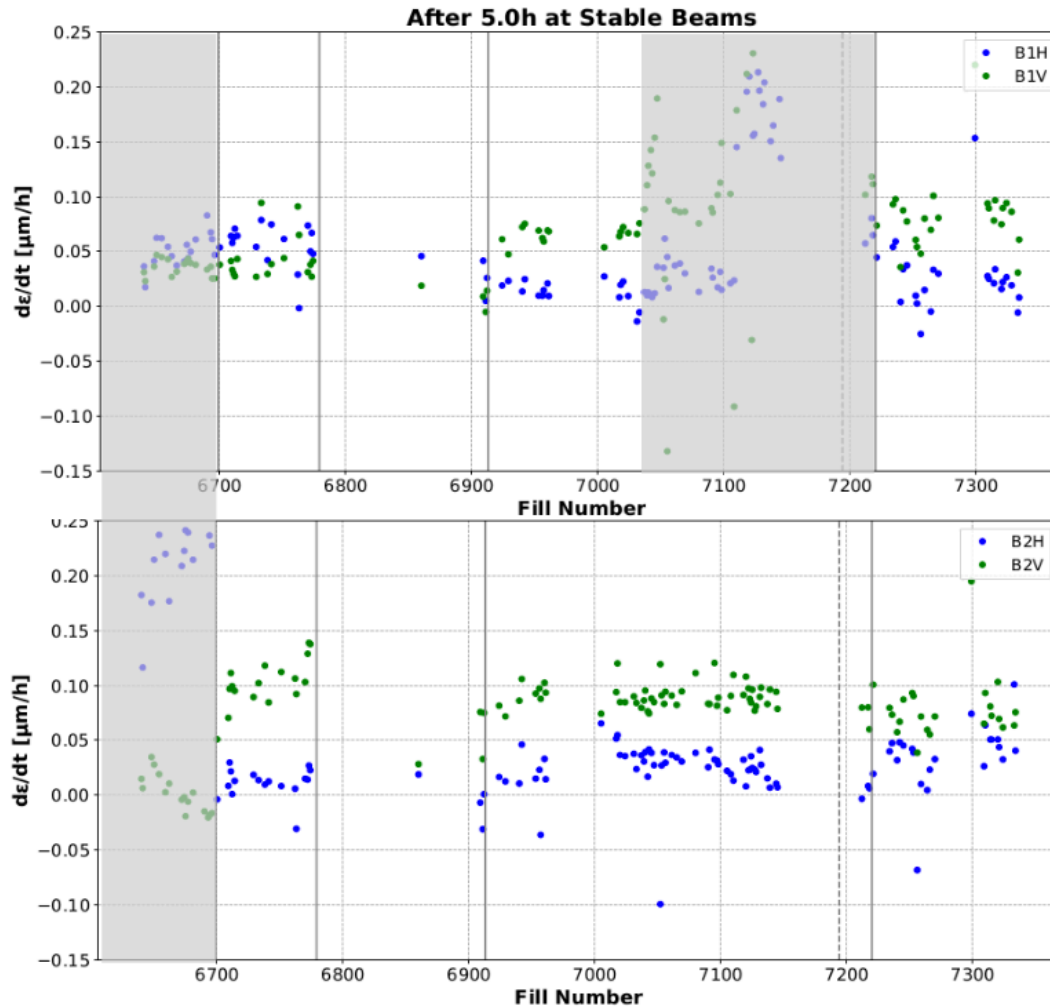 After 5.0h at Stable Beams
dε/dt [μm/h]
0.25
0.20
0.15
0.10
0.05
0.00
−0.05
−0.10
−0.15
B1H
B1V
6700 6800 6900 7000 7100 7200 7300
Fill Number
dε/dt [μm/h]
0.25
0.20
0.15
0.10
0.05
0.00
−0.05
−0.10
−0.15
B2H
B2V
6700 6800 6900 7000 7100 7200 7300
Fill Number